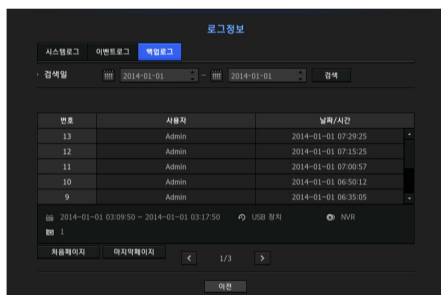 로그정보
시스템로그 이벤트로그 백업로그
검색일 2014-01-01 ~ 2014-01-01 검색
번호 사용자 날짜/시간
13 Admin 2014-01-01 07:29:25
12 Admin 2014-01-01 07:15:25
11 Admin 2014-01-01 07:00:57
10 Admin 2014-01-01 06:50:12
9 Admin 2014-01-01 06:35:05
2014-01-01 03:09:50 ~ 2014-01-01 03:17:50 USB 장치 NVR
1
처음페이지 마지막페이지 < 1/3 >
이전